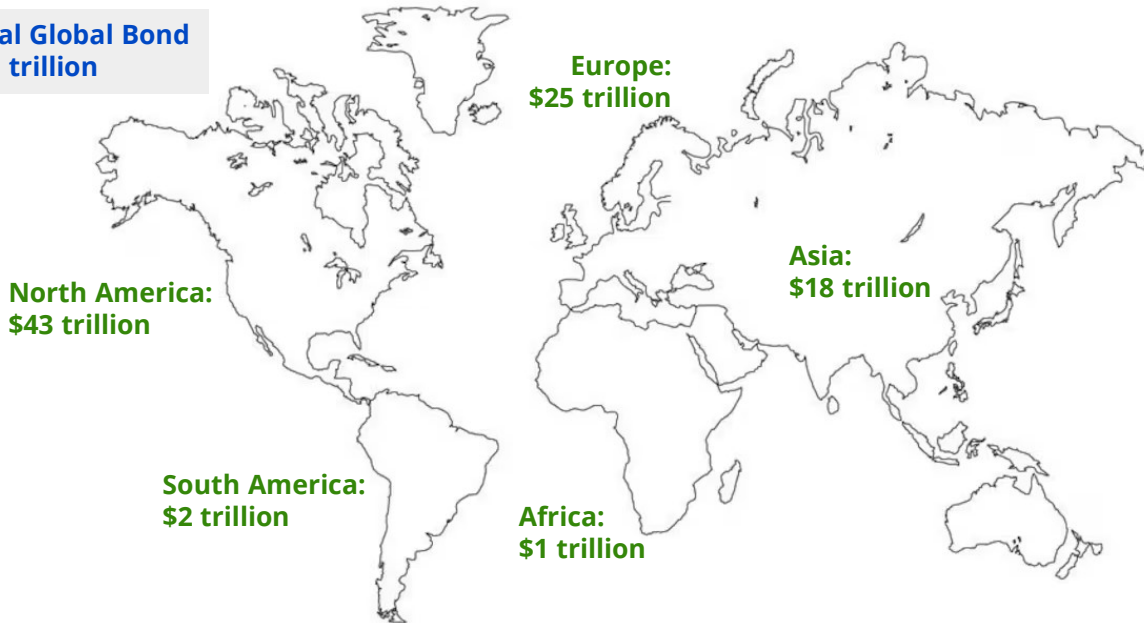 al Global Bond
trillion
Europe:
$25 trillion
Asia:
$18 trillion
North America:
$43 trillion
South America:
$2 trillion
Africa:
$1 trillion